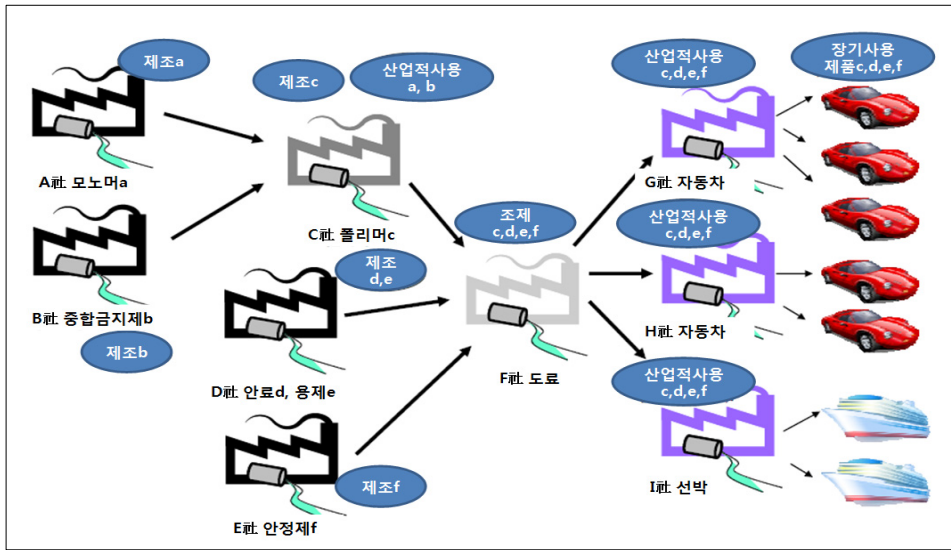 제조a
A社 모노머a
B社 중합금지제b
제조b
제조c
산업적사용
a, b
C社 폴리머c
제조
d,e
D社 안료d, 용제e
제조f
E社 안정제f
조제
c,d,e,f
F社 도료
산업적사용
c,d,e,f
G社 자동차
산업적사용
c,d,e,f
H社 자동차
산업적사용
c,d,e,f
I社 선박
장기사용
제품c,d,e,f